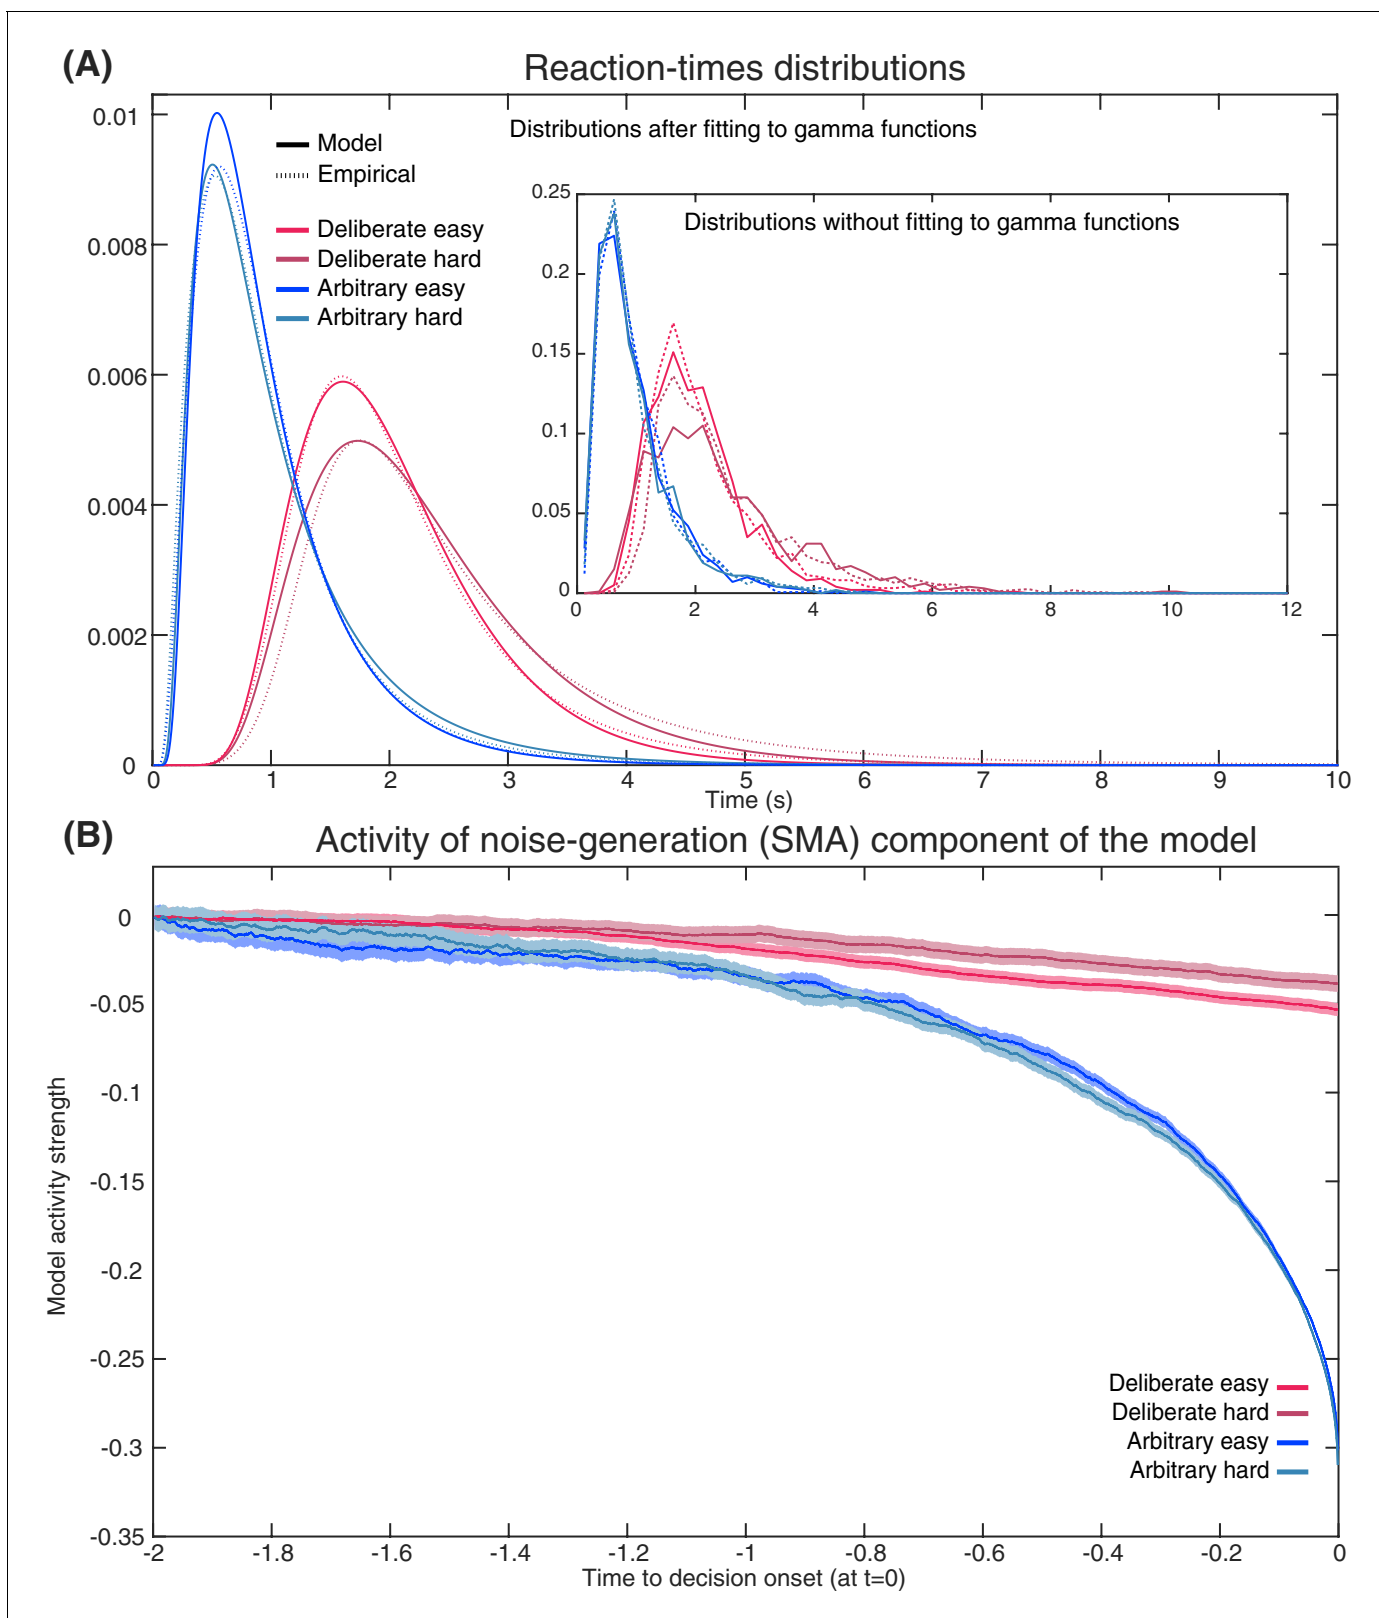 (A)
Reaction-times distributions
Distributions after fitting to gamma functions
Model
Empirical
Deliberate easy
Deliberate hard
Arbitrary easy
Arbitrary hard
0.01
0.008
0.006
0.004
0.002
0
0 1 2 3 4 5 6 7 8 9 10
Time (s)
Distributions without fitting to gamma functions
0.25
0.2
0.15
0.1
0.05
0
0 2 4 6 8 10 12
(B)
Activity of noise-generation (SMA) component of the model
Model activity strength
0
-0.05
-0.1
-0.15
-0.2
-0.25
-0.3
-0.35
Deliberate easy
Deliberate hard
Arbitrary easy
Arbitrary hard
-2 -1.8 -1.6 -1.4 -1.2 -1 -0.8 -0.6 -0.4 -0.2 0
Time to decision onset (at t=0)